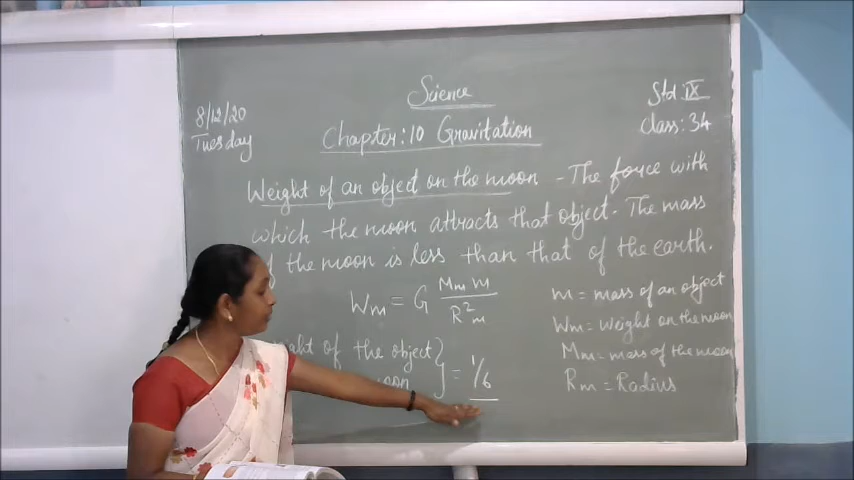 Science
8/12/20
Tuesday
Std: IX
Class: 34
Chapter: 10 Gravitation
Weight of an object on the moon - The force with
which the moon attracts that object. The mass
of the moon is less than that of the earth.
Wm = G Mm m / R²m
m = mass of an object
Wm = weight on the moon
Mm = mass of the moon
Rm = Radius
of the object } = 1/6
moon